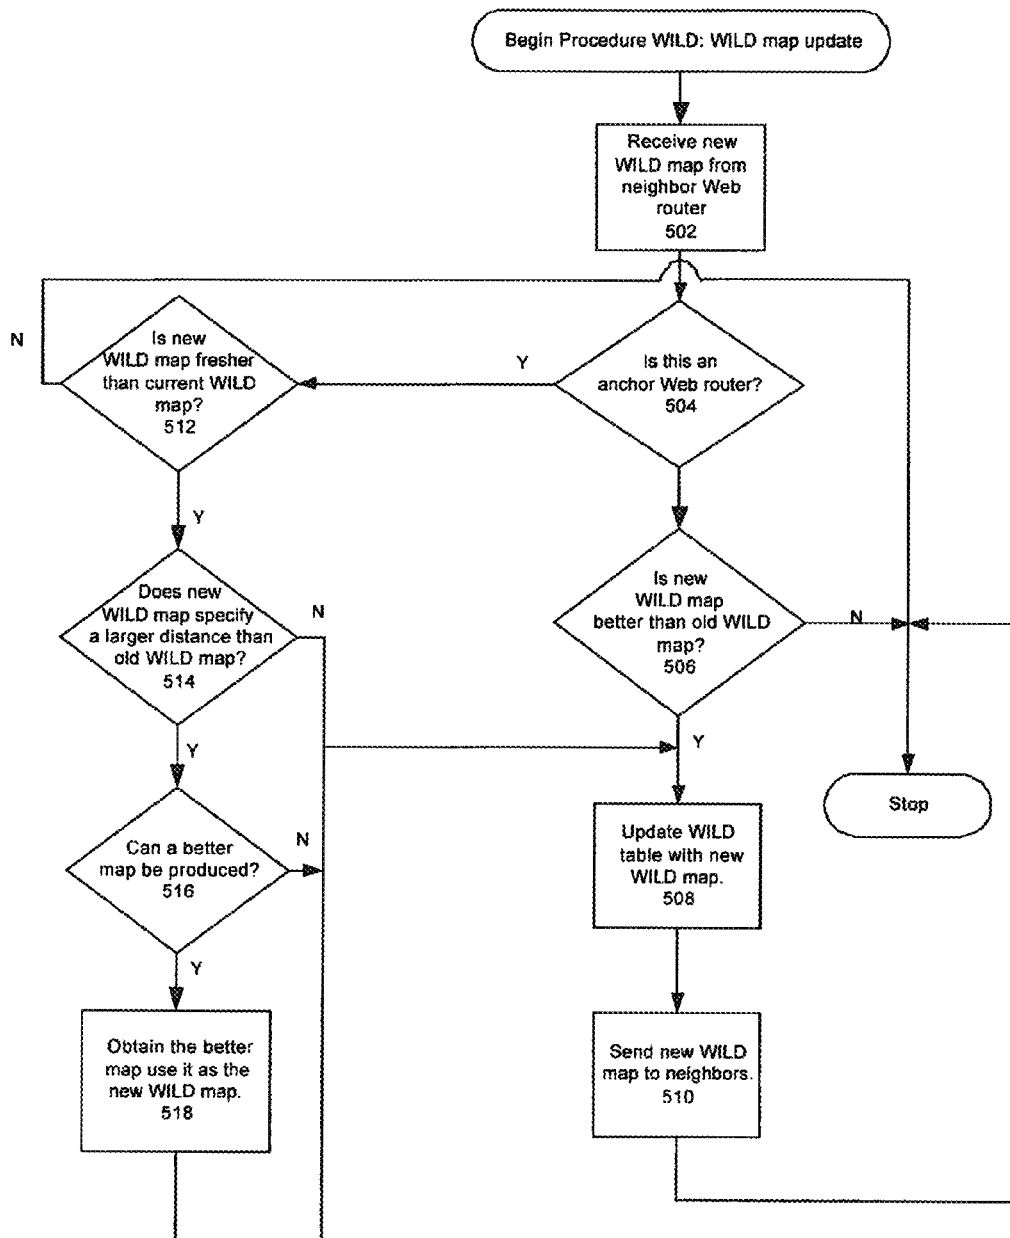 Begin Procedure WILD: WILD map update
Receive new
WILD map from
neighbor Web
router
502
N
Is new
WILD map fresher
than current WILD
map?
512
Y
Is this an
anchor Web router?
504
Y
Does new
WILD map specify
a larger distance than
old WILD map?
514
N
Is new
WILD map
better than old WILD
map?
506
N
Y
Y
Stop
Can a better
map be produced?
516
N
Update WILD
table with new
WILD map.
508
Y
Obtain the better
map use it as the
new WILD map.
518
Send new WILD
map to neighbors.
510